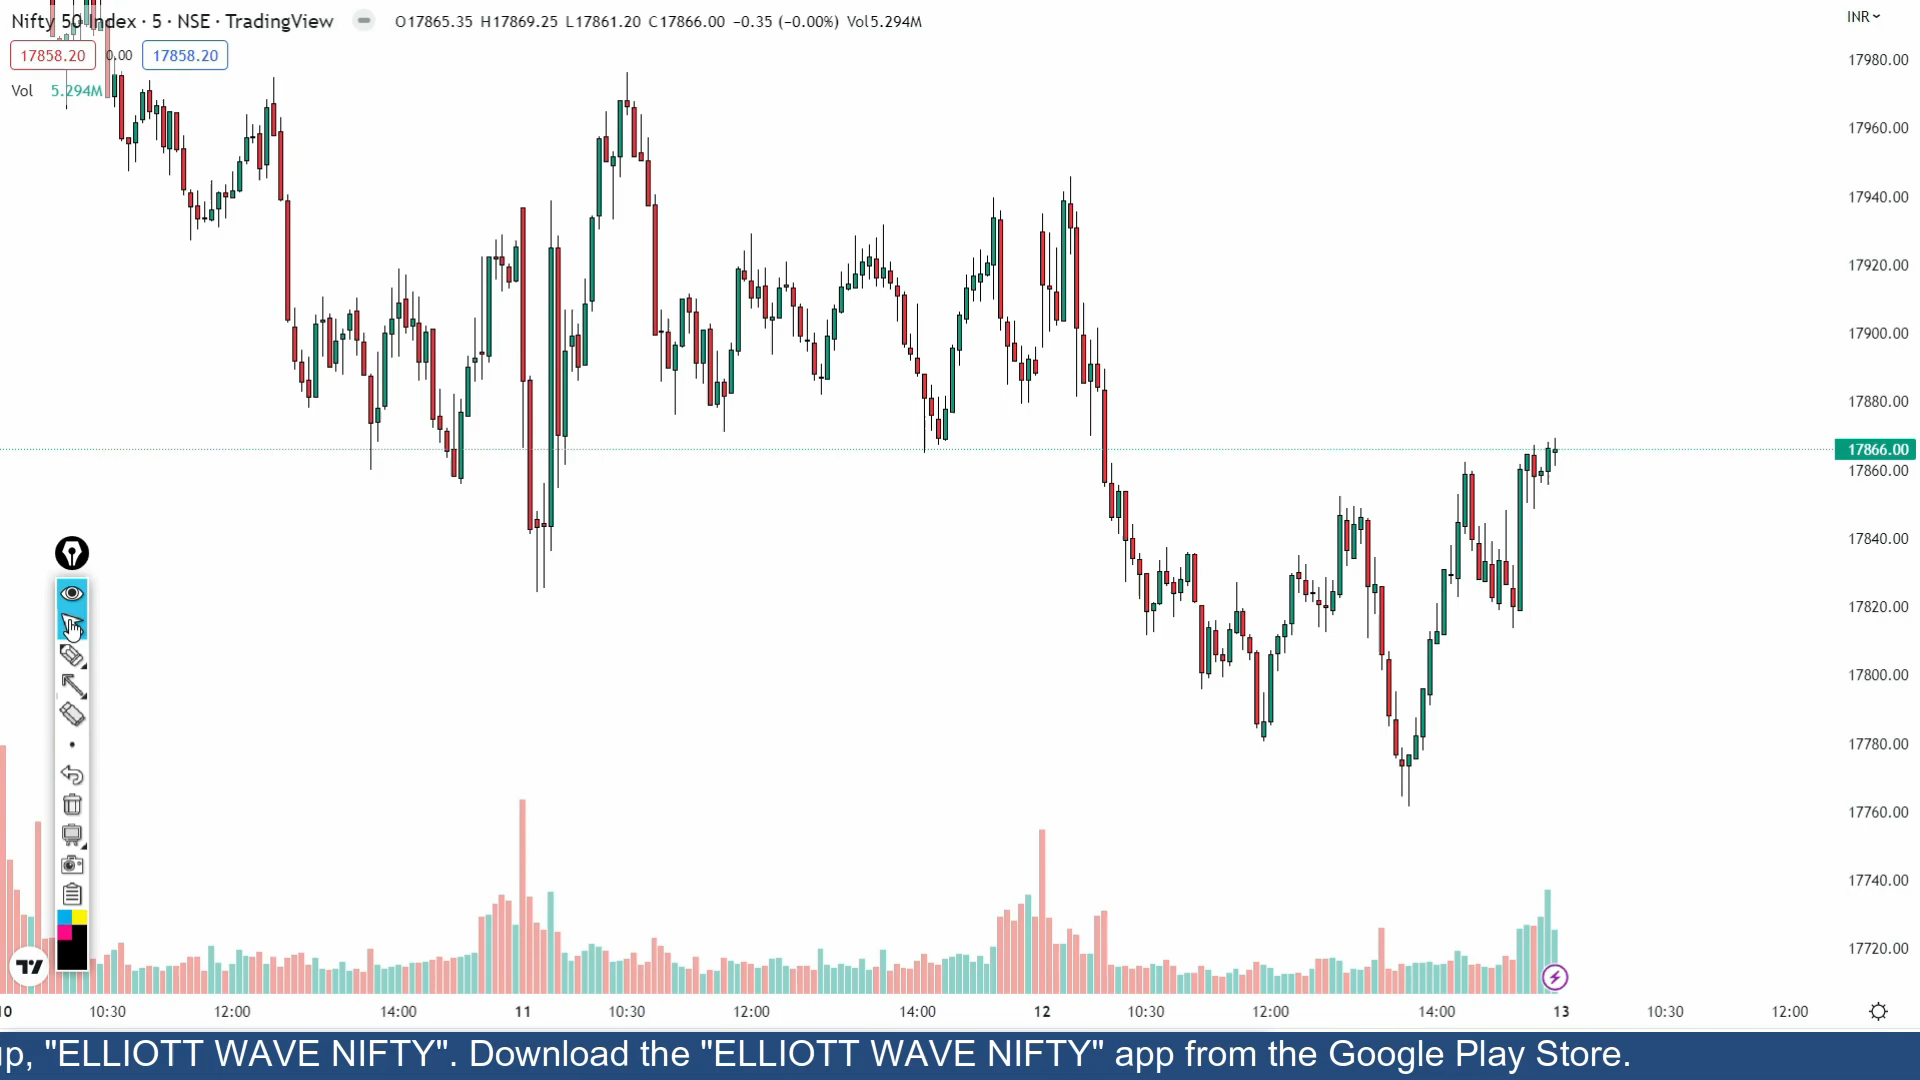 Nifty 50 Index · 5 · NSE · TradingView O17865.35 H17869.25 L17861.20 C17866.00 −0.35 (−0.00%) Vol5.294M
INR
17858.20 0.00 17858.20
Vol 5.294M
17980.00
17960.00
17940.00
17920.00
17900.00
17880.00
17866.00
17860.00
17840.00
17820.00
17800.00
17780.00
17760.00
17740.00
17720.00
10:30 12:00 14:00 11 10:30 12:00 14:00 12 10:30 12:00 14:00 13 10:30 12:00
"ELLIOTT WAVE NIFTY". Download the "ELLIOTT WAVE NIFTY" app from the Google Play Store.